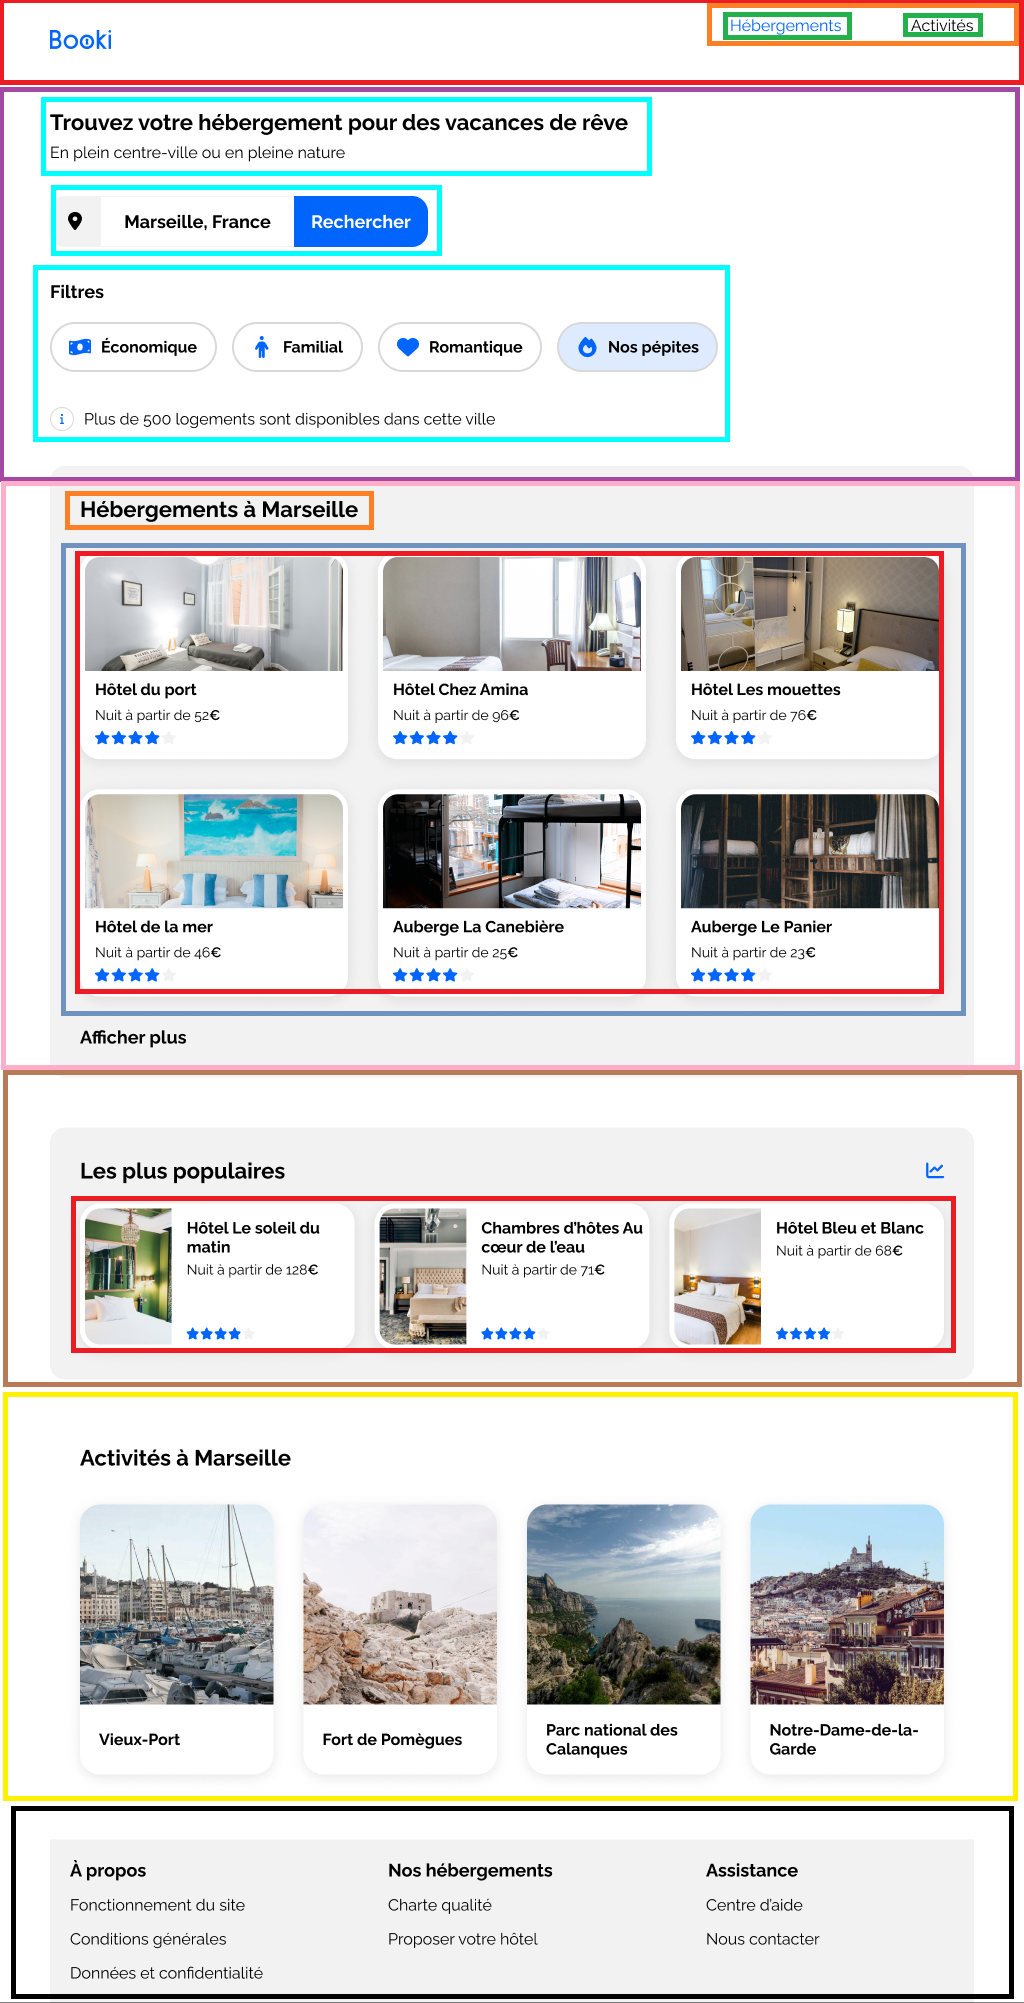 Booki
Hébergements
Activités
Trouvez votre hébergement pour des vacances de rêve
En plein centre-ville ou en pleine nature
Marseille, France
Rechercher
Filtres
Économique
Familial
Romantique
Nos pépites
Plus de 500 logements sont disponibles dans cette ville
Hébergements à Marseille
Hôtel du port
Nuit à partir de 52€
Hôtel Chez Amina
Nuit à partir de 96€
Hôtel Les mouettes
Nuit à partir de 76€
Hôtel de la mer
Nuit à partir de 46€
Auberge La Canebière
Nuit à partir de 25€
Auberge Le Panier
Nuit à partir de 23€
Afficher plus
Les plus populaires
Hôtel Le soleil du
matin
Nuit à partir de 128€
Chambres d'hôtes Au
cœur de l'eau
Nuit à partir de 71€
Hôtel Bleu et Blanc
Nuit à partir de 68€
Activités à Marseille
Vieux-Port
Fort de Pomègues
Parc national des
Calanques
Notre-Dame-de-la-
Garde
À propos
Fonctionnement du site
Conditions générales
Données et confidentialité
Nos hébergements
Charte qualité
Proposer votre hôtel
Assistance
Centre d'aide
Nous contacter